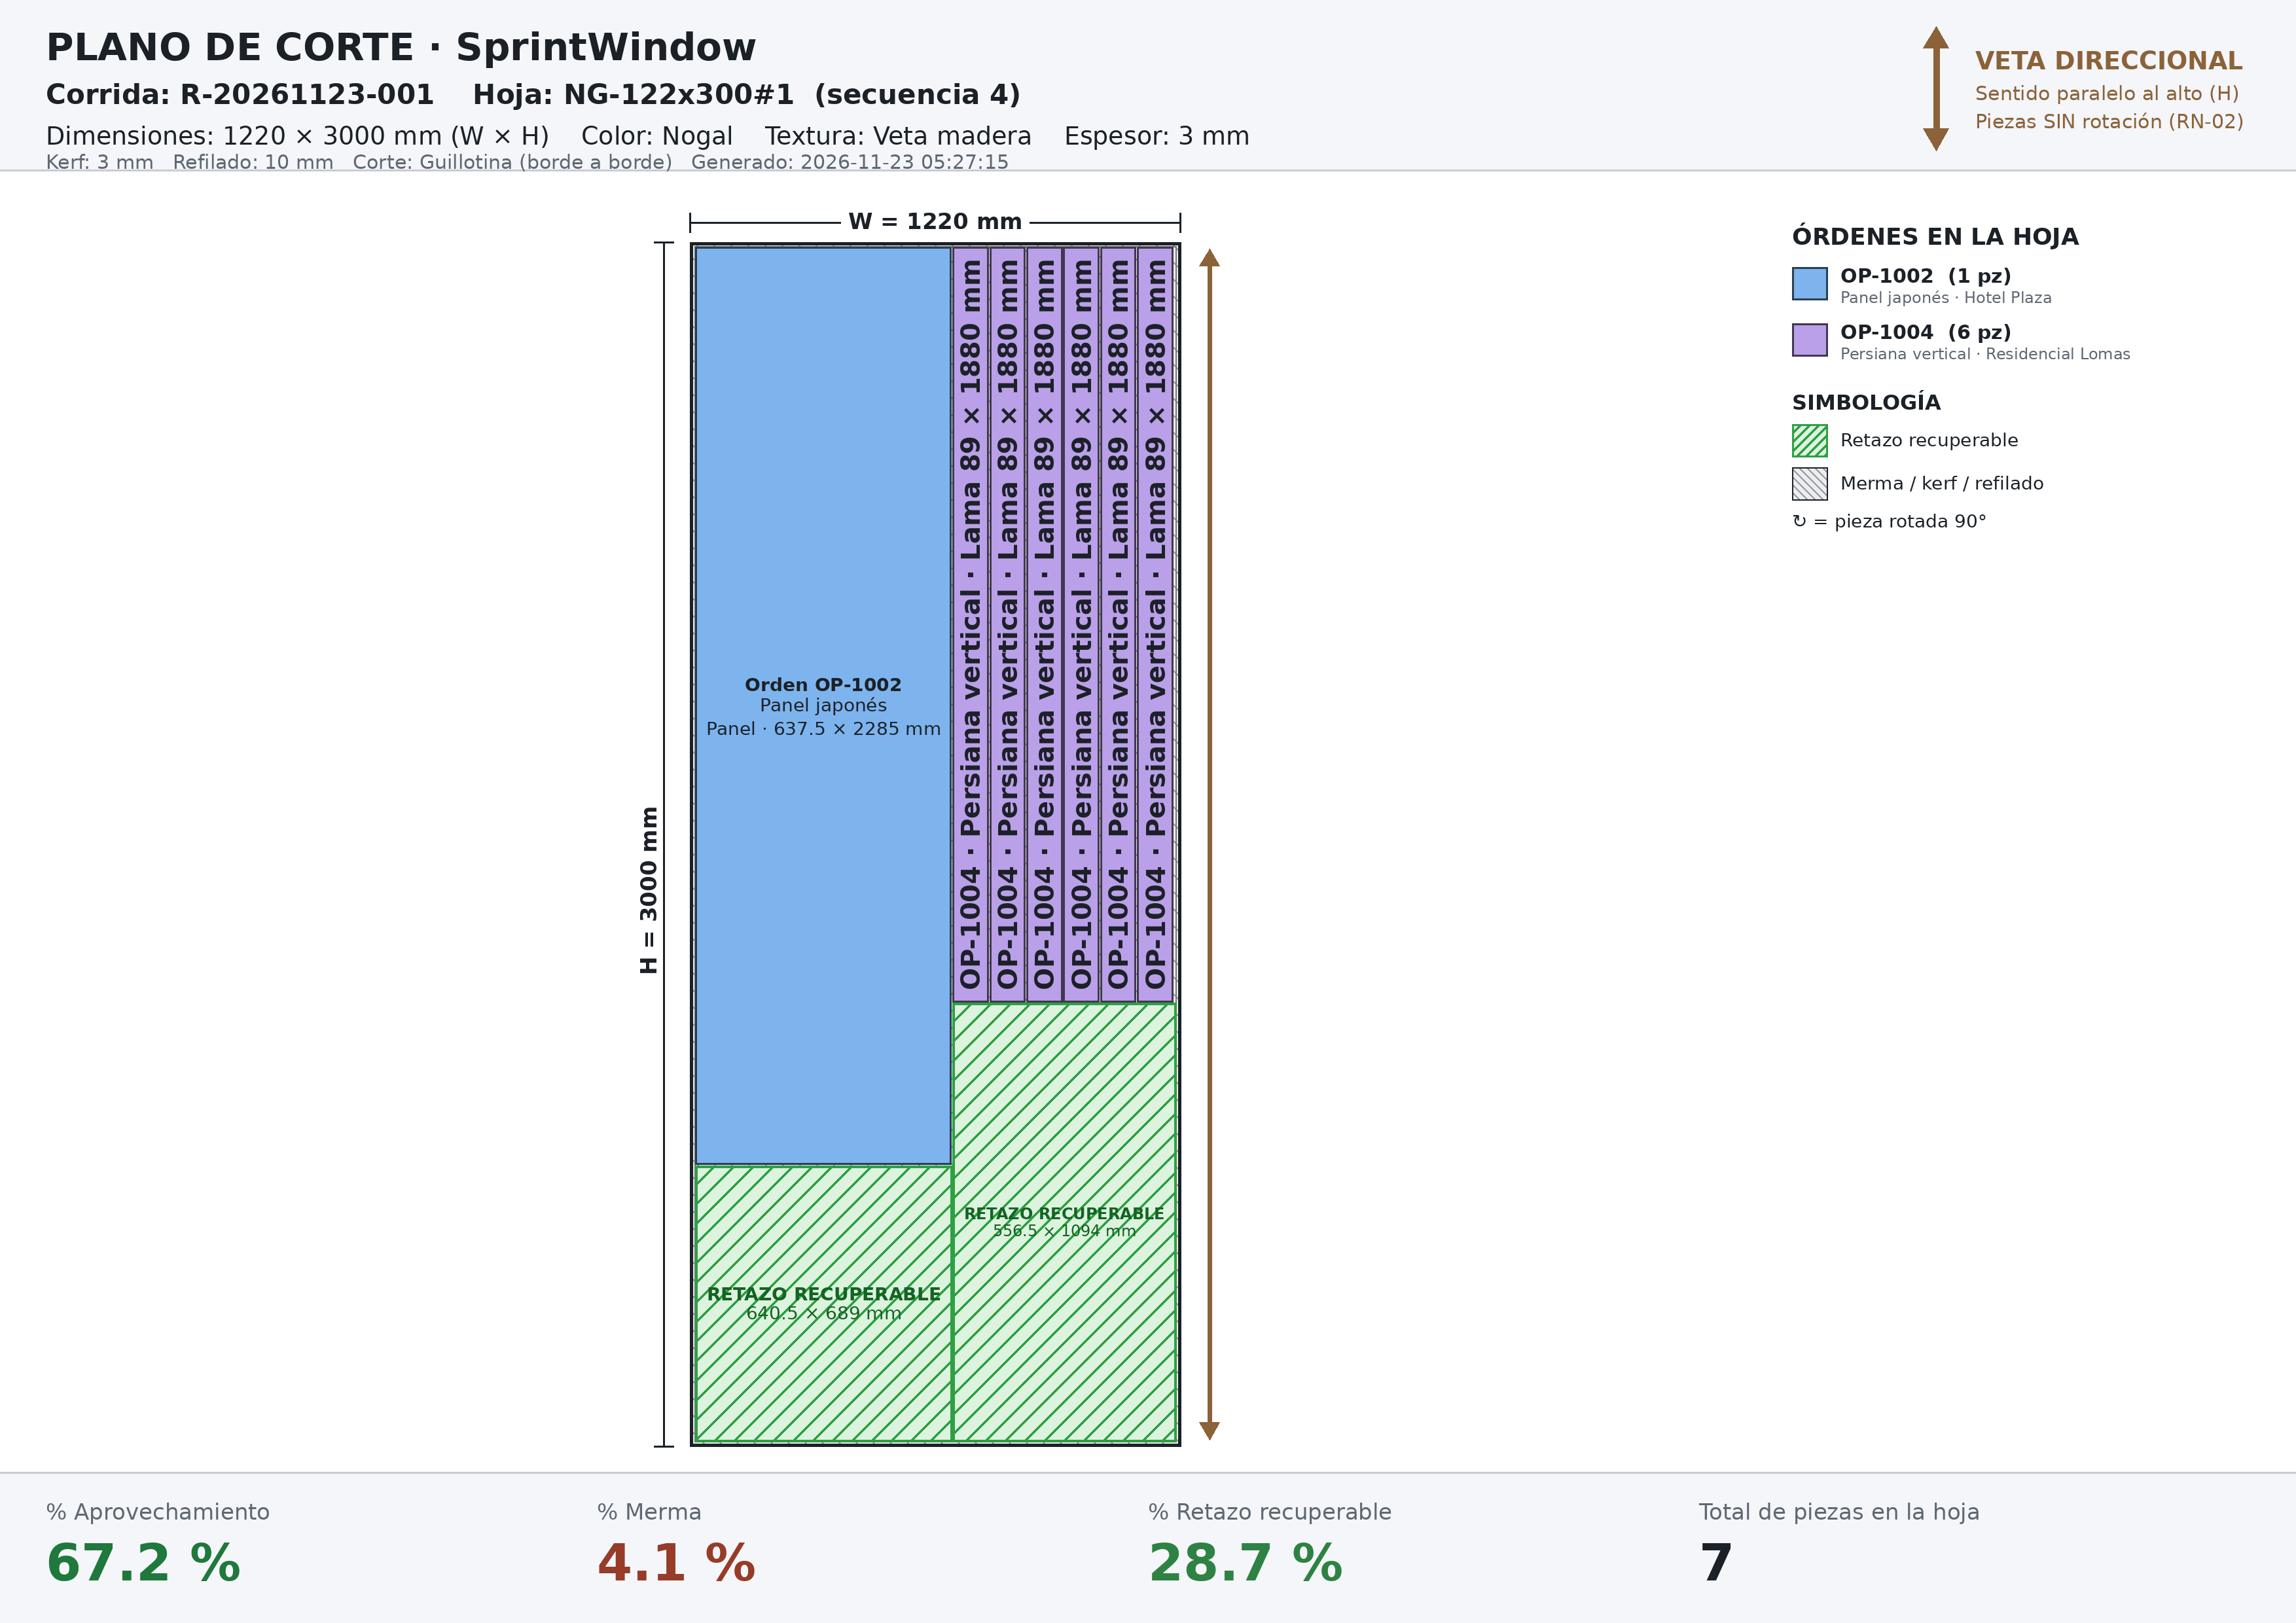 PLANO DE CORTE · SprintWindow
Corrida: R-20261123-001    Hoja: NG-122x300#1  (secuencia 4)
Dimensiones: 1220 × 3000 mm (W × H)    Color: Nogal    Textura: Veta madera    Espesor: 3 mm
Kerf: 3 mm   Refilado: 10 mm   Corte: Guillotina (borde a borde)   Generado: 2026-11-23 05:27:15
VETA DIRECCIONAL
Sentido paralelo al alto (H)
Piezas SIN rotación (RN-02)
W = 1220 mm
H = 3000 mm
Orden OP-1002
Panel japonés
Panel · 637.5 × 2285 mm
OP-1004 · Persiana vertical · Lama 89 × 1880 mm
OP-1004 · Persiana vertical · Lama 89 × 1880 mm
OP-1004 · Persiana vertical · Lama 89 × 1880 mm
OP-1004 · Persiana vertical · Lama 89 × 1880 mm
OP-1004 · Persiana vertical · Lama 89 × 1880 mm
OP-1004 · Persiana vertical · Lama 89 × 1880 mm
RETAZO RECUPERABLE
556.5 × 1094 mm
RETAZO RECUPERABLE
640.5 × 689 mm
ÓRDENES EN LA HOJA
OP-1002  (1 pz)
Panel japonés · Hotel Plaza
OP-1004  (6 pz)
Persiana vertical · Residencial Lomas
SIMBOLOGÍA
Retazo recuperable
Merma / kerf / refilado
↻ = pieza rotada 90°
% Aprovechamiento
67.2 %
% Merma
4.1 %
% Retazo recuperable
28.7 %
Total de piezas en la hoja
7